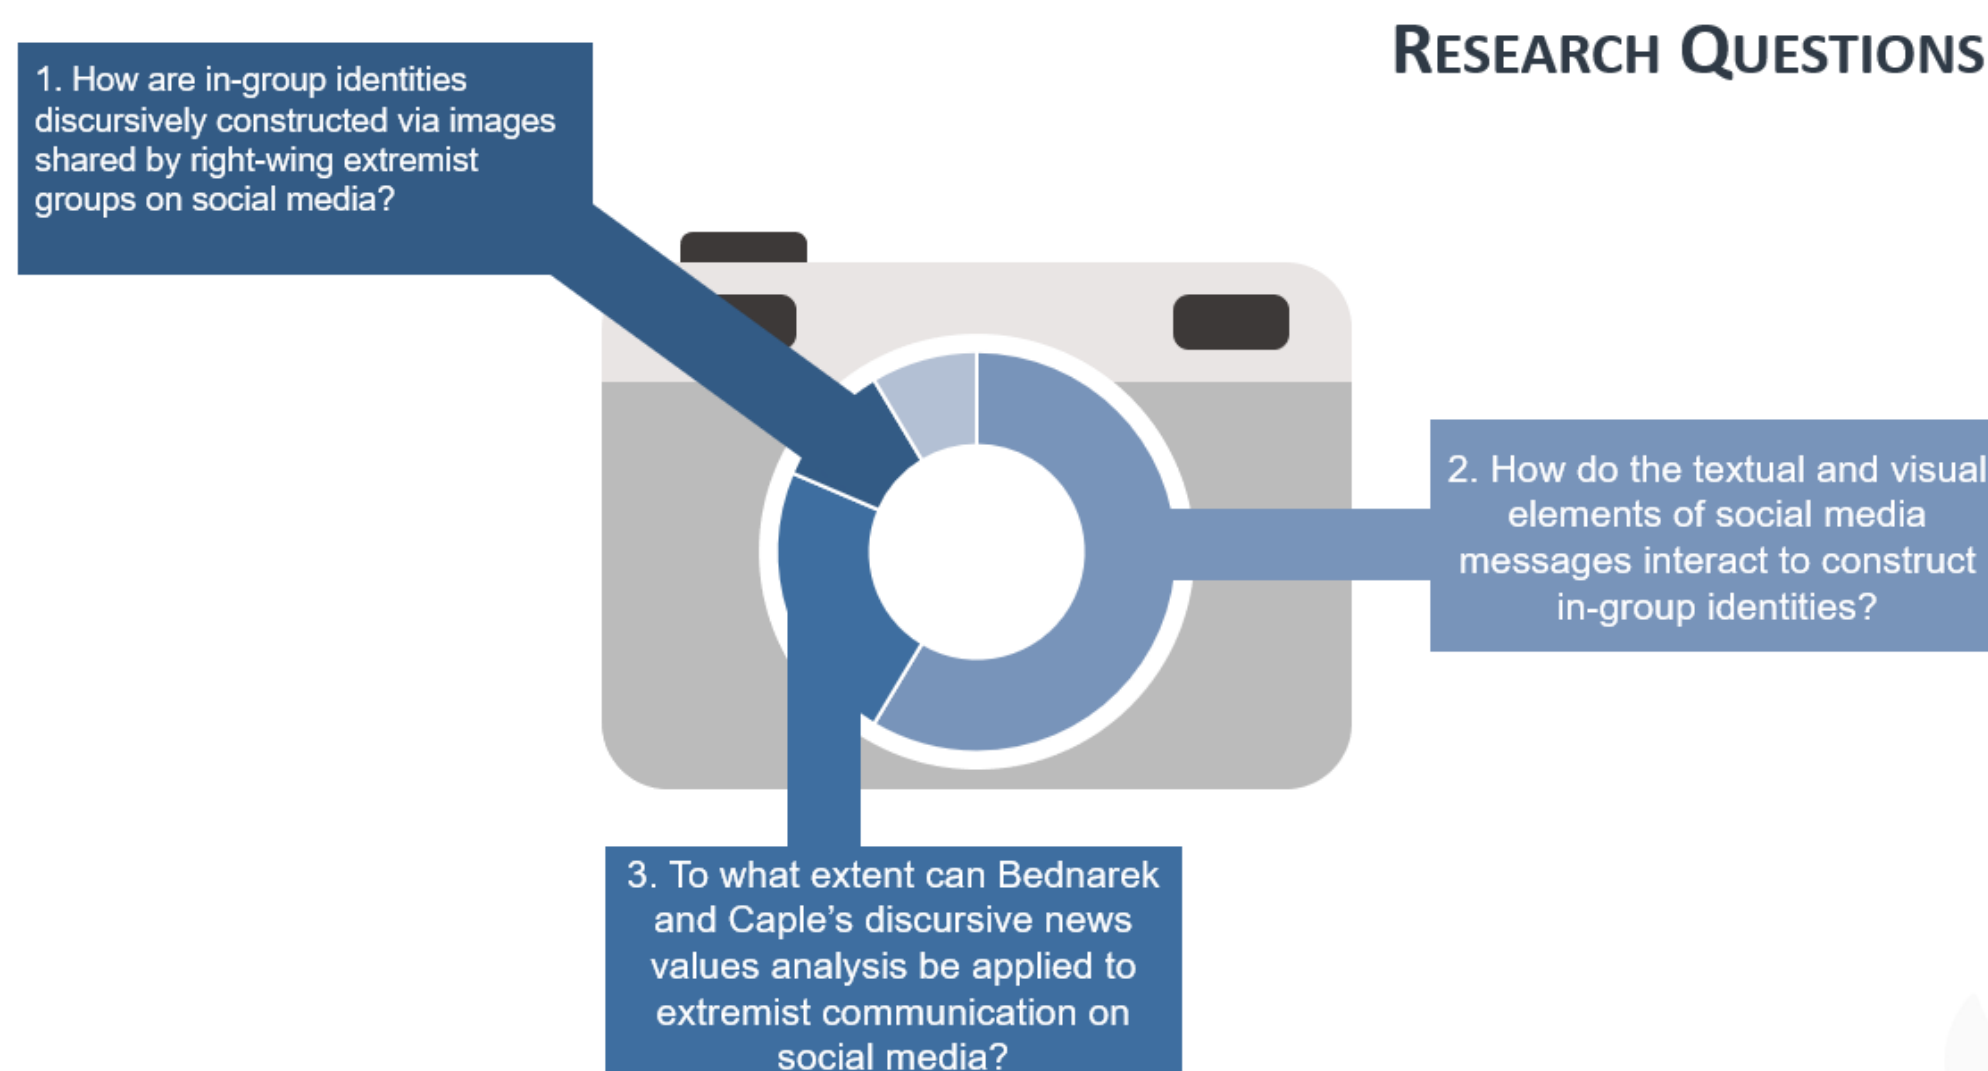 RESEARCH QUESTIONS
1. How are in-group identities
discursively constructed via images
shared by right-wing extremist
groups on social media?
2. How do the textual and visual
elements of social media
messages interact to construct
in-group identities?
3. To what extent can Bednarek
and Caple’s discursive news
values analysis be applied to
extremist communication on
social media?